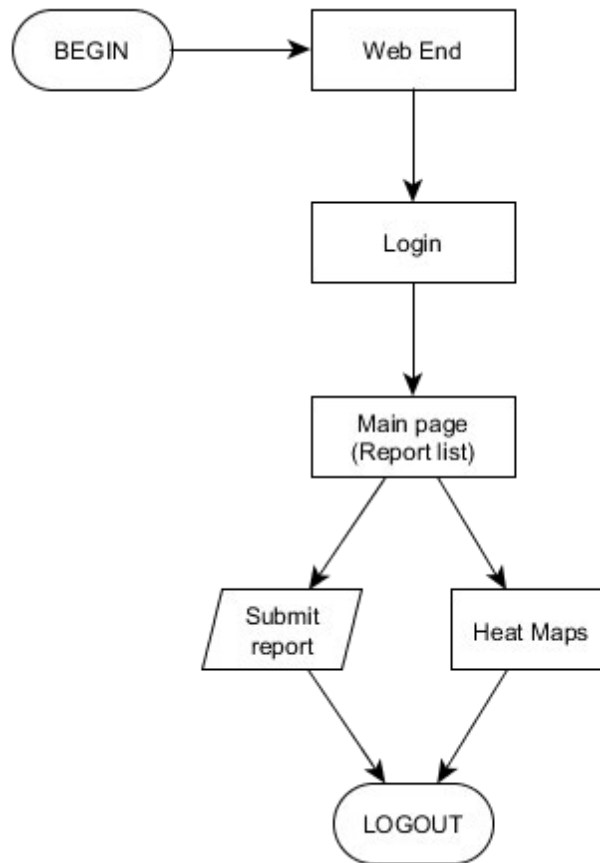 BEGIN
Web End
Login
Main page
(Report list)
Submit
report
Heat Maps
LOGOUT